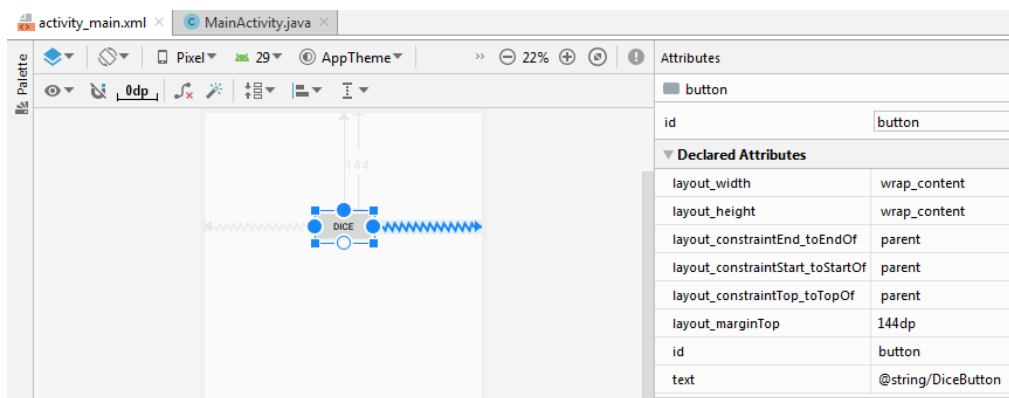 activity_main.xml MainActivity.java
Palette
Pixel 29 AppTheme 22% Attributes
0dp button
id button
Declared Attributes
layout_width wrap_content
layout_height wrap_content
layout_constraintEnd_toEndOf parent
layout_constraintStart_toStartOf parent
layout_constraintTop_toTopOf parent
layout_marginTop 144dp
id button
text @string/DiceButton
144
DICE